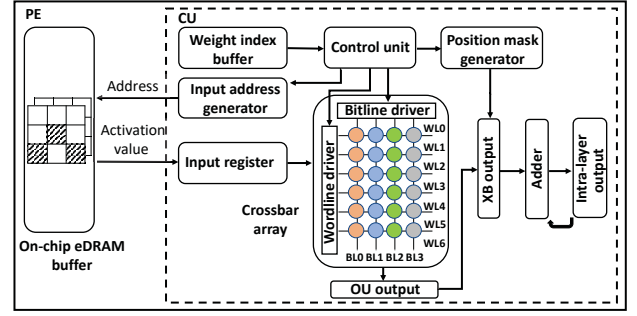 PE
CU
Weight index
buffer
Control unit
Position mask
generator
Address
Input address
generator
Bitline driver
Activation
value
Input register
Wordline driver
WL0
WL1
WL2
WL3
WL4
WL5
WL6
BL0 BL1 BL2 BL3
Crossbar
array
XB output
Adder
Intra-layer
output
On-chip eDRAM
buffer
OU output